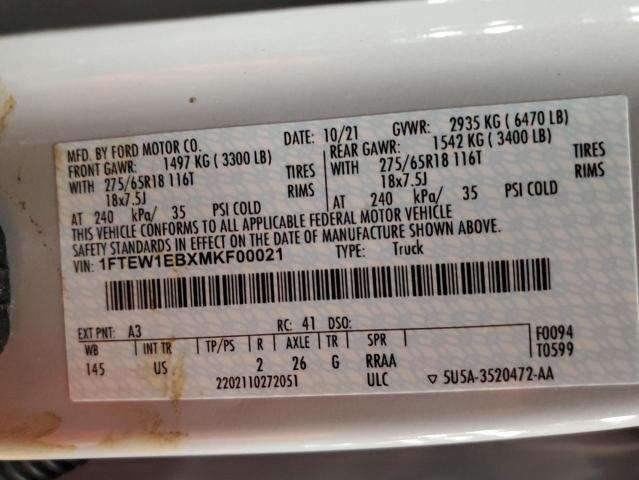 MFD. BY FORD MOTOR CO.
DATE: 10/21 GVWR: 2935 KG ( 6470 LB)
FRONT GAWR: 1497 KG ( 3300 LB) REAR GAWR: 1542 KG ( 3400 LB)
WITH 275/65R18 116T TIRES WITH 275/65R18 116T TIRES
18x7.5J RIMS 18x7.5J RIMS
AT 240 kPa/ 35 PSI COLD AT 240 kPa/ 35 PSI COLD
THIS VEHICLE CONFORMS TO ALL APPLICABLE FEDERAL MOTOR VEHICLE
SAFETY STANDARDS IN EFFECT ON THE DATE OF MANUFACTURE SHOWN ABOVE.
VIN: 1FTEW1EBXMKF00021 TYPE: Truck
EXT PNT: A3 RC: 41 DSO:
WB INT TR TP/PS R AXLE TR SPR F0094
145 US 2 26 G RRAA T0599
2202110272051 ULC ▽ 5U5A-3520472-AA